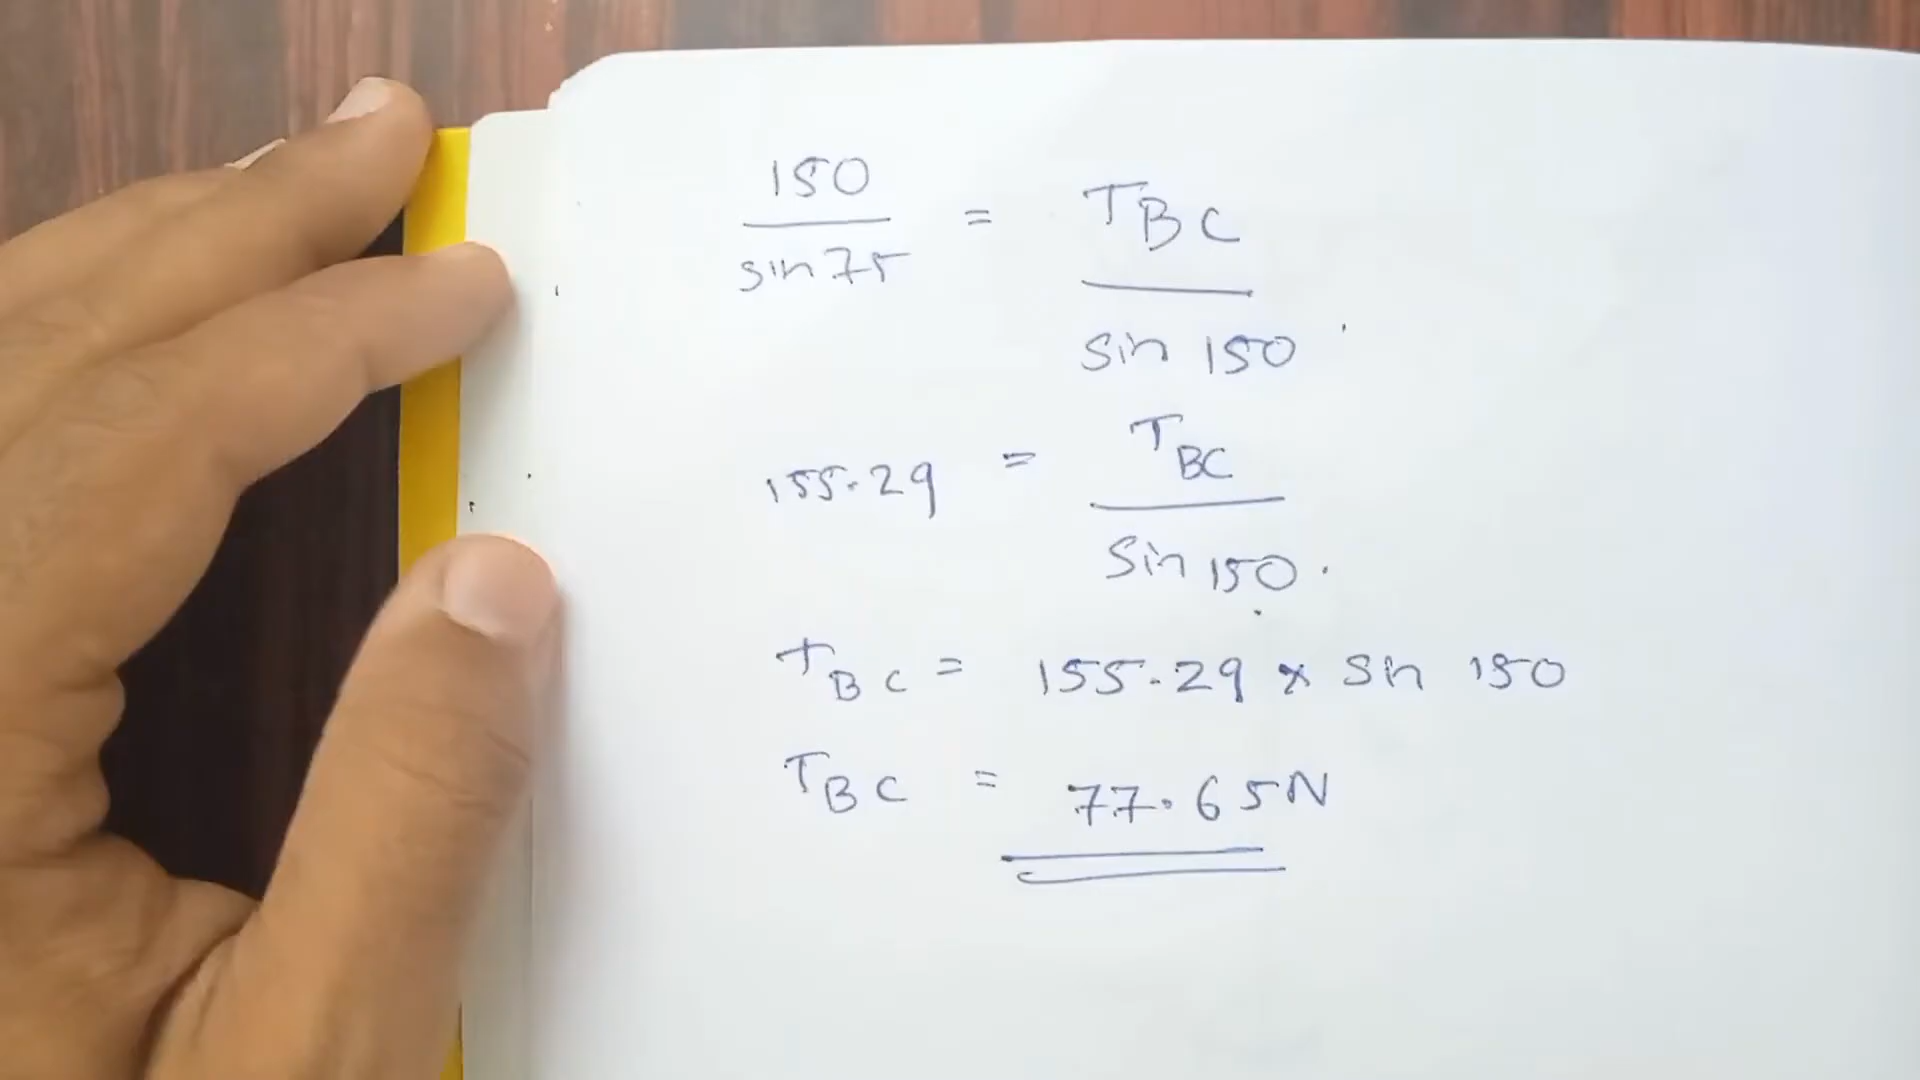 150 = TBC
sin75 sin 150
155.29 = TBC
Sin 150.
TBC = 155.29 x Sin 150
TBC = 77.65N